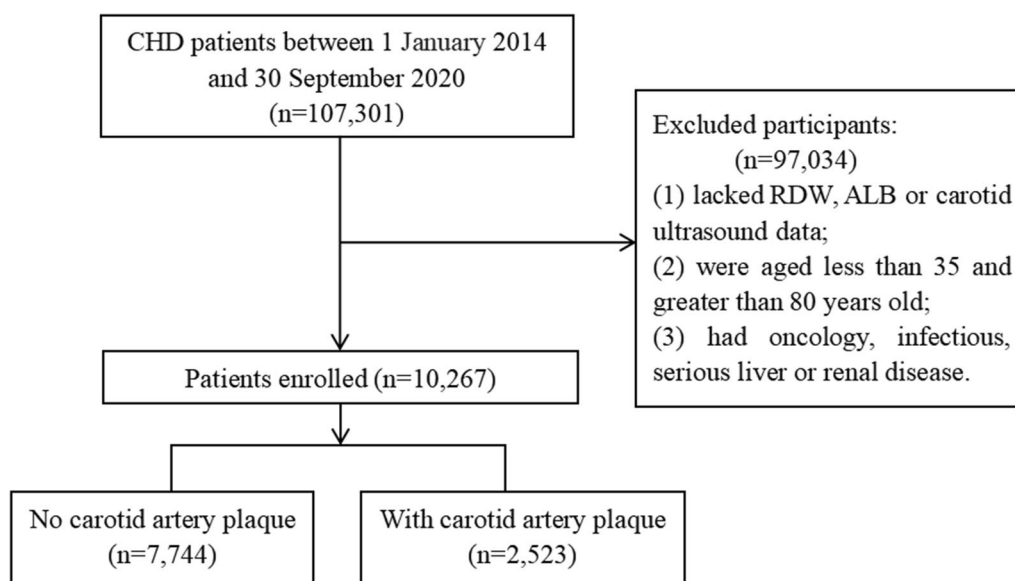 CHD patients between 1 January 2014
and 30 September 2020
(n=107,301)
Excluded participants:
(n=97,034)
(1) lacked RDW, ALB or carotid
ultrasound data;
(2) were aged less than 35 and
greater than 80 years old;
(3) had oncology, infectious,
serious liver or renal disease.
Patients enrolled (n=10,267)
No carotid artery plaque
(n=7,744)
With carotid artery plaque
(n=2,523)